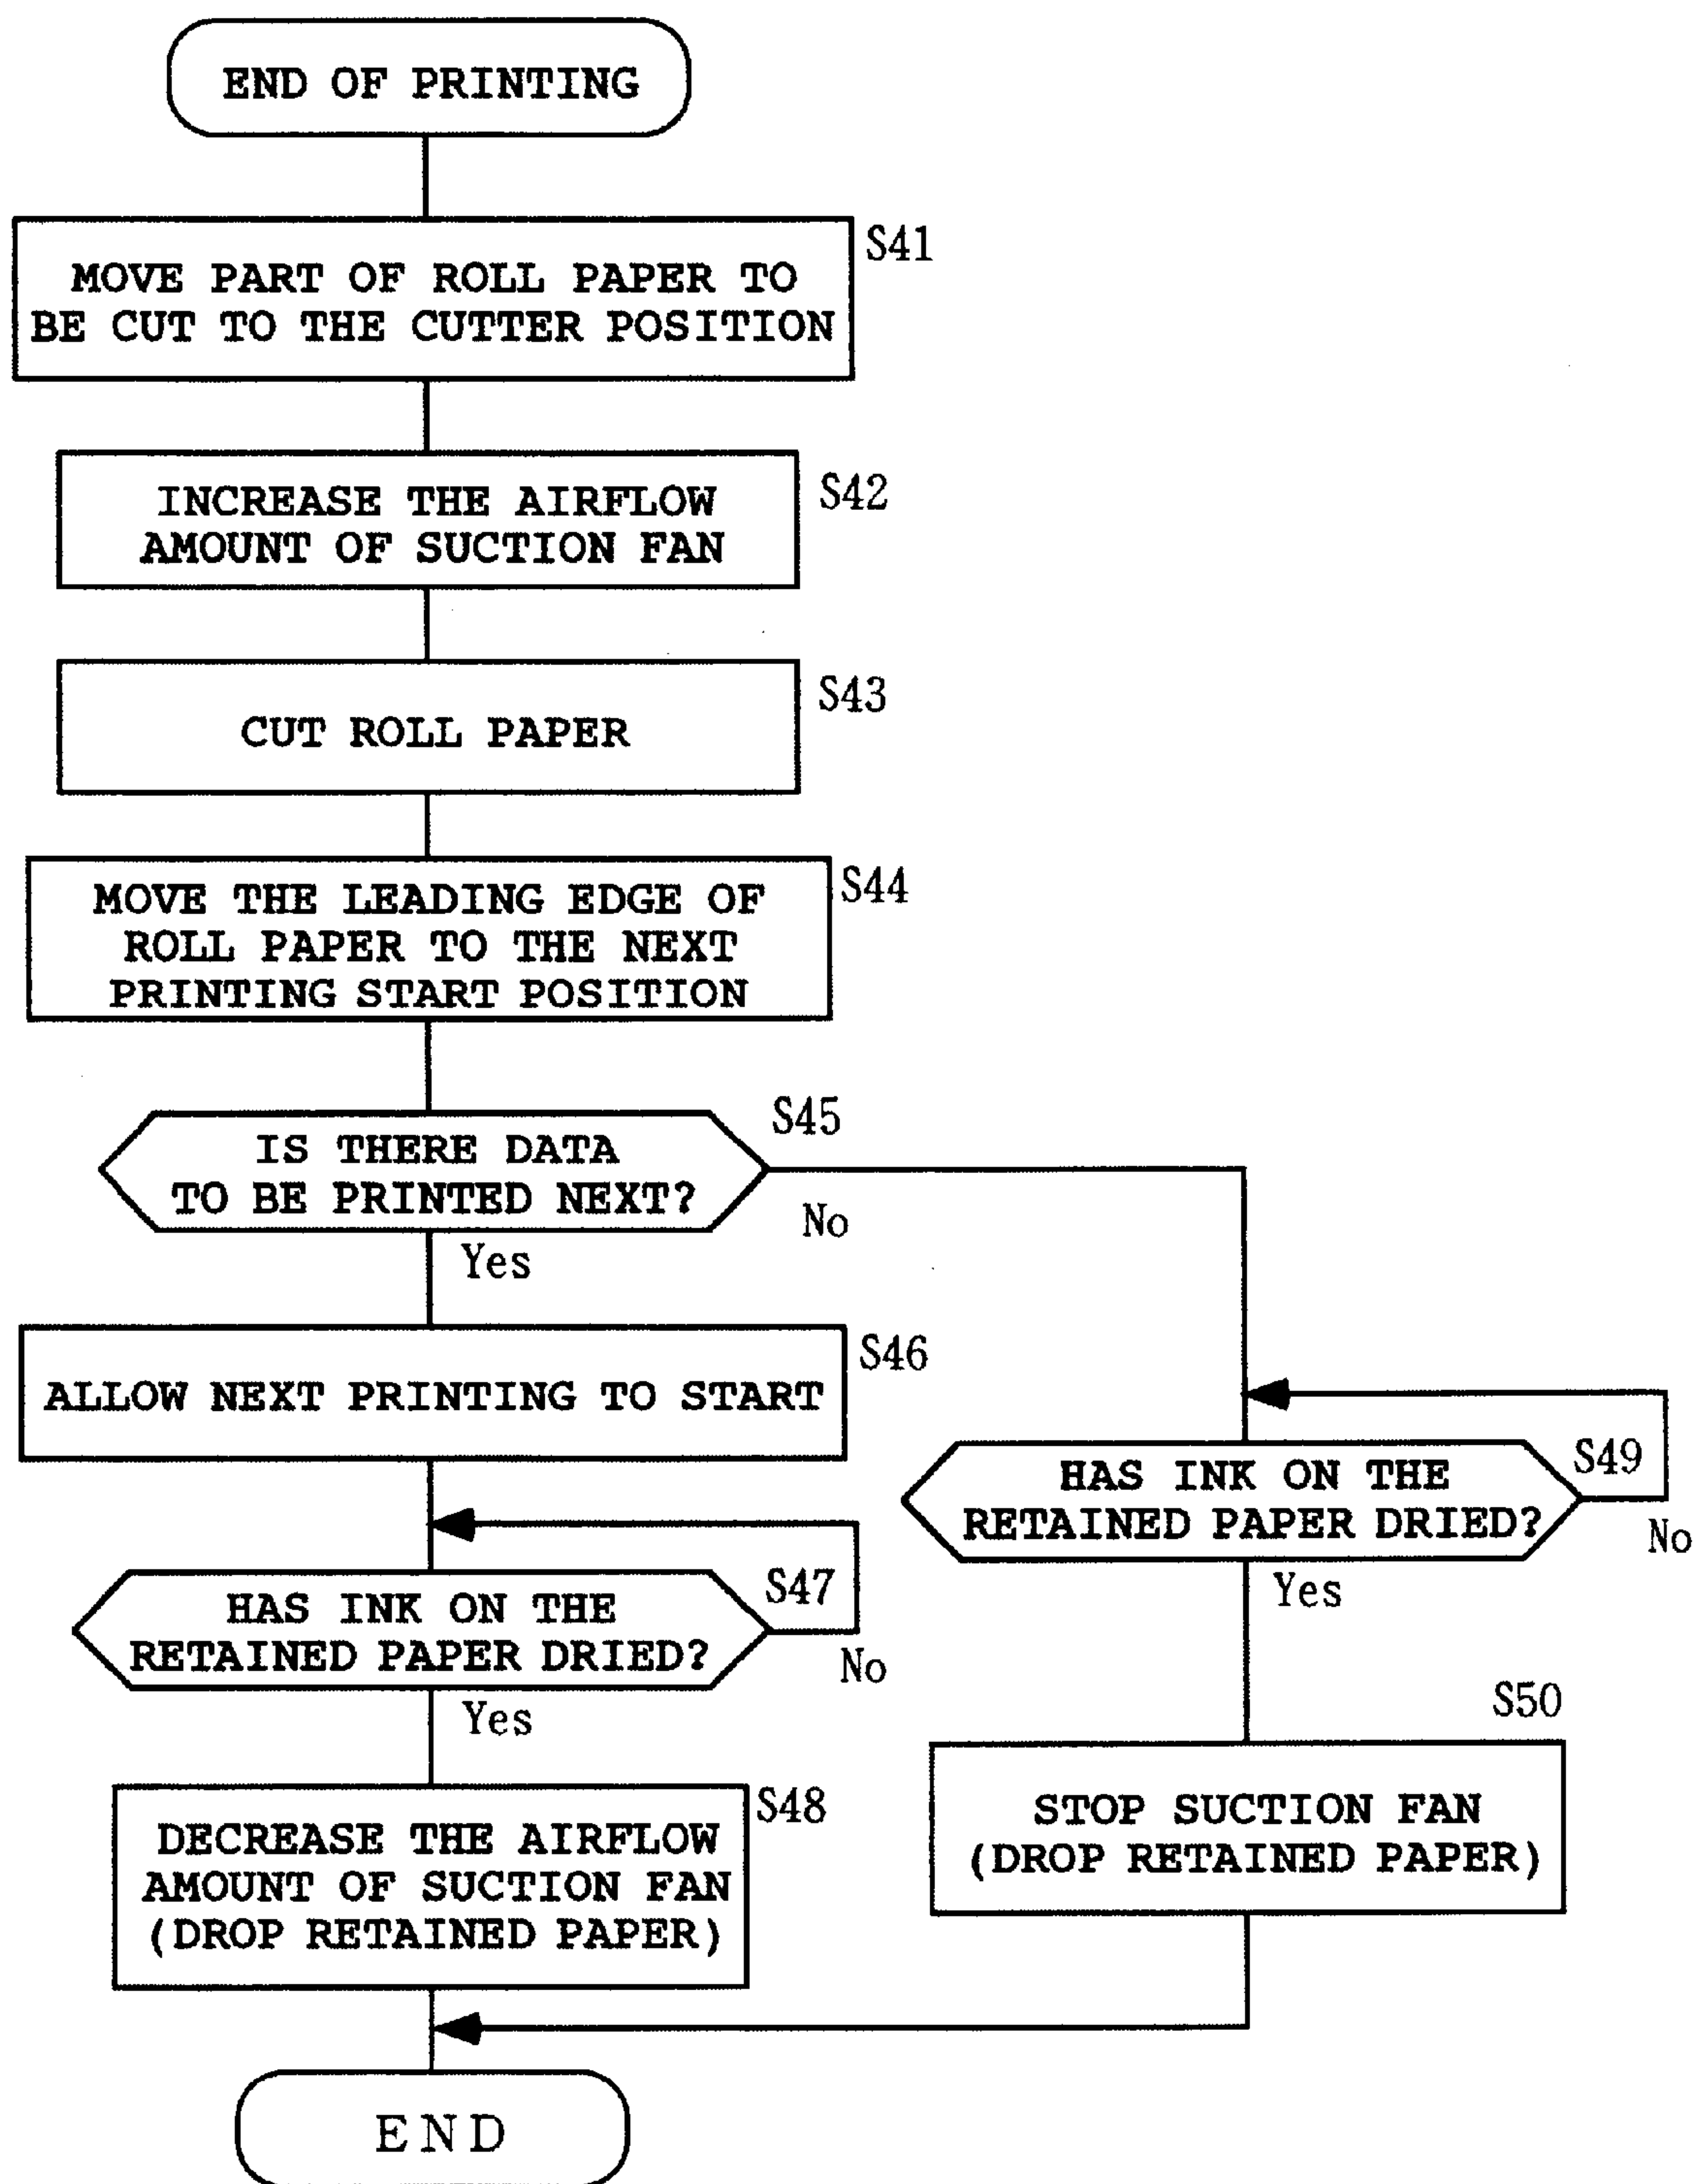 END OF PRINTING
S41
MOVE PART OF ROLL PAPER TO
BE CUT TO THE CUTTER POSITION
S42
INCREASE THE AIRFLOW
AMOUNT OF SUCTION FAN
S43
CUT ROLL PAPER
S44
MOVE THE LEADING EDGE OF
ROLL PAPER TO THE NEXT
PRINTING START POSITION
S45
IS THERE DATA
TO BE PRINTED NEXT?
No
Yes
S46
ALLOW NEXT PRINTING TO START
S47
HAS INK ON THE
RETAINED PAPER DRIED?
No
Yes
S48
DECREASE THE AIRFLOW
AMOUNT OF SUCTION FAN
(DROP RETAINED PAPER)
S49
HAS INK ON THE
RETAINED PAPER DRIED?
No
Yes
S50
STOP SUCTION FAN
(DROP RETAINED PAPER)
END